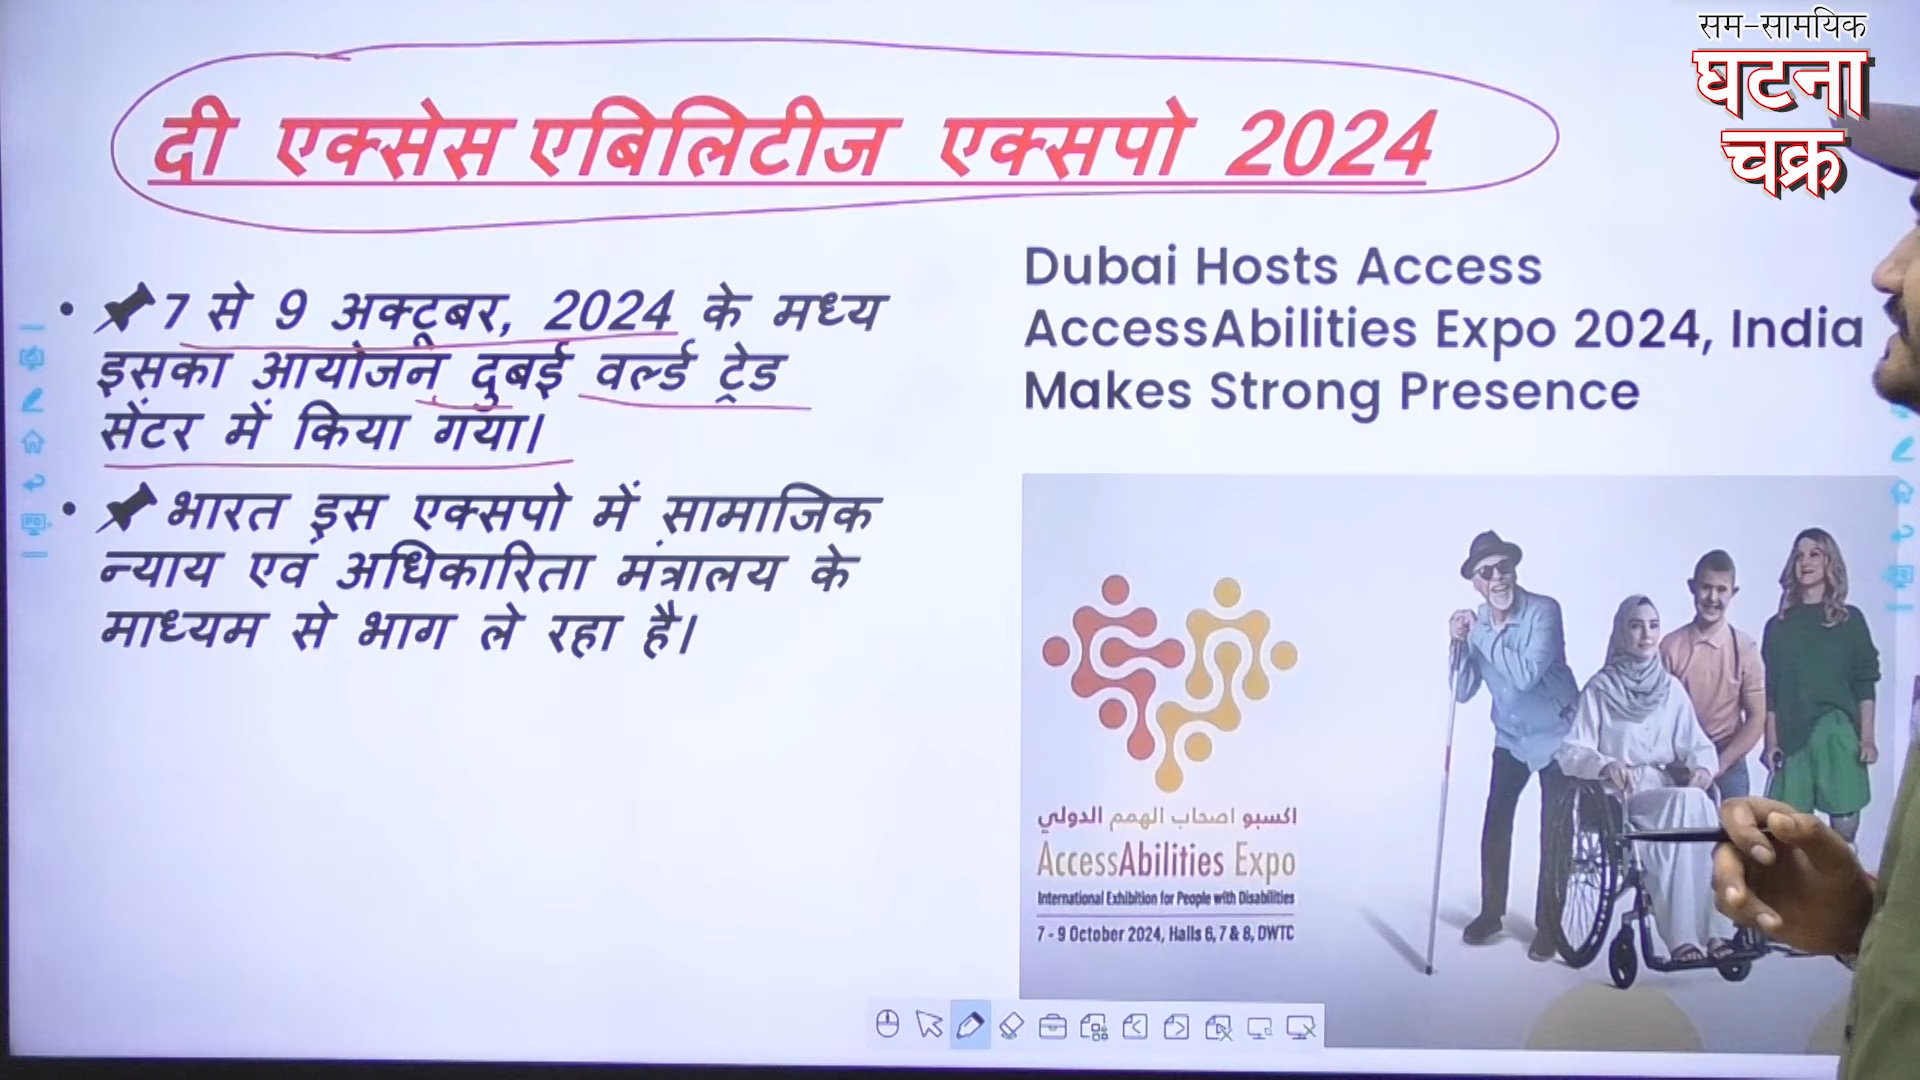 सम-सामयिक
घटना
चक्र
दी एक्सेस एबिलिटीज एक्सपो 2024
7 से 9 अक्टूबर, 2024 के मध्य
इसका आयोजन दुबई वर्ल्ड ट्रेड
सेंटर में किया गया।
भारत इस एक्सपो में सामाजिक
न्याय एवं अधिकारिता मंत्रालय के
माध्यम से भाग ले रहा है।
Dubai Hosts Access
AccessAbilities Expo 2024, India
Makes Strong Presence
اكسبو اصحاب الهمم الدولي
AccessAbilities Expo
International Exhibition for People with Disabilities
7 - 9 October 2024, Halls 6, 7 & 8, DWTC